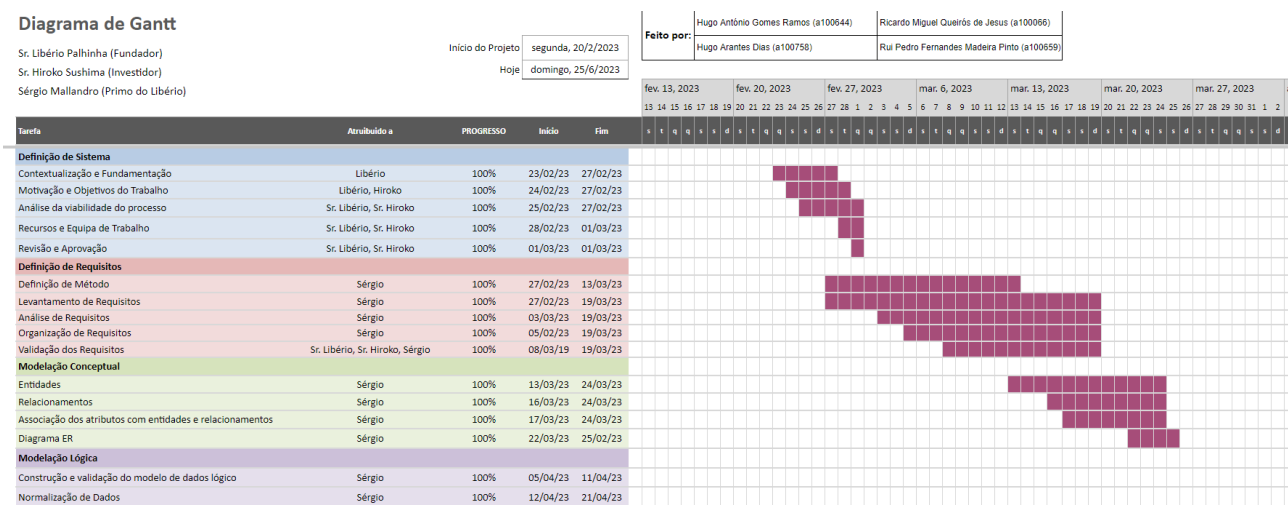 Diagrama de Gantt
Sr. Libério Palhinha (Fundador)
Sr. Hiroko Sushima (Investidor)
Sérgio Mallandro (Primo do Libério)
Início do Projeto segunda, 20/2/2023
Hoje domingo, 25/6/2023
Feito por:
Hugo António Gomes Ramos (a100644) Ricardo Miguel Queirós de Jesus (a100066)
Hugo Arantes Dias (a100758) Rui Pedro Fernandes Madeira Pinto (a100659)
fev. 13, 2023 fev. 20, 2023 fev. 27, 2023 mar. 6, 2023 mar. 13, 2023 mar. 20, 2023 mar. 27, 2023
13 14 15 16 17 18 19 20 21 22 23 24 25 26 27 28 1 2 3 4 5 6 7 8 9 10 11 12 13 14 15 16 17 18 19 20 21 22 23 24 25 26 27 28 29 30 31 1 2
Tarefa Atribuido a PROGRESSO Início Fim s t q q s s d s t q q s s d s t q q s s d s t q q s s d s t q q s s d s t q q s s d s t q q s s d
Definição de Sistema
Contextualização e Fundamentação Libério 100% 23/02/23 27/02/23
Motivação e Objetivos do Trabalho Libério, Hiroko 100% 24/02/23 27/02/23
Análise da viabilidade do processo Sr. Libério, Sr. Hiroko 100% 25/02/23 27/02/23
Recursos e Equipa de Trabalho Sr. Libério, Sr. Hiroko 100% 28/02/23 01/03/23
Revisão e Aprovação Sr. Libério, Sr. Hiroko 100% 01/03/23 01/03/23
Definição de Requisitos
Definição de Método Sérgio 100% 27/02/23 13/03/23
Levantamento de Requisitos Sérgio 100% 27/02/23 19/03/23
Análise de Requisitos Sérgio 100% 03/03/23 19/03/23
Organização de Requisitos Sérgio 100% 05/02/23 19/03/23
Validação dos Requisitos Sr. Libério, Sr. Hiroko, Sérgio 100% 08/03/19 19/03/23
Modelação Conceptual
Entidades Sérgio 100% 13/03/23 24/03/23
Relacionamentos Sérgio 100% 16/03/23 24/03/23
Associação dos atributos com entidades e relacionamentos Sérgio 100% 17/03/23 24/03/23
Diagrama ER Sérgio 100% 22/03/23 25/02/23
Modelação Lógica
Construção e validação do modelo de dados lógico Sérgio 100% 05/04/23 11/04/23
Normalização de Dados Sérgio 100% 12/04/23 21/04/23